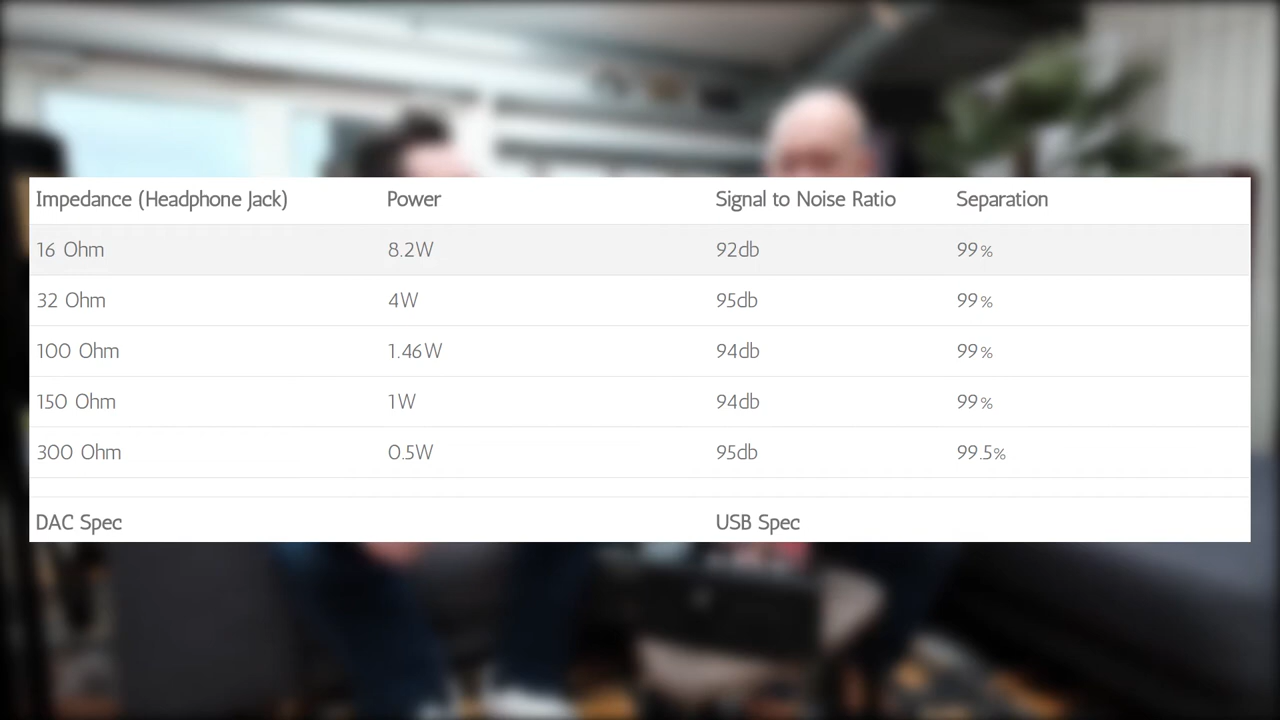 Impedance (Headphone Jack) Power Signal to Noise Ratio Separation
16 Ohm 8.2W 92db 99%
32 Ohm 4W 95db 99%
100 Ohm 1.46W 94db 99%
150 Ohm 1W 94db 99%
300 Ohm 0.5W 95db 99.5%
DAC Spec USB Spec